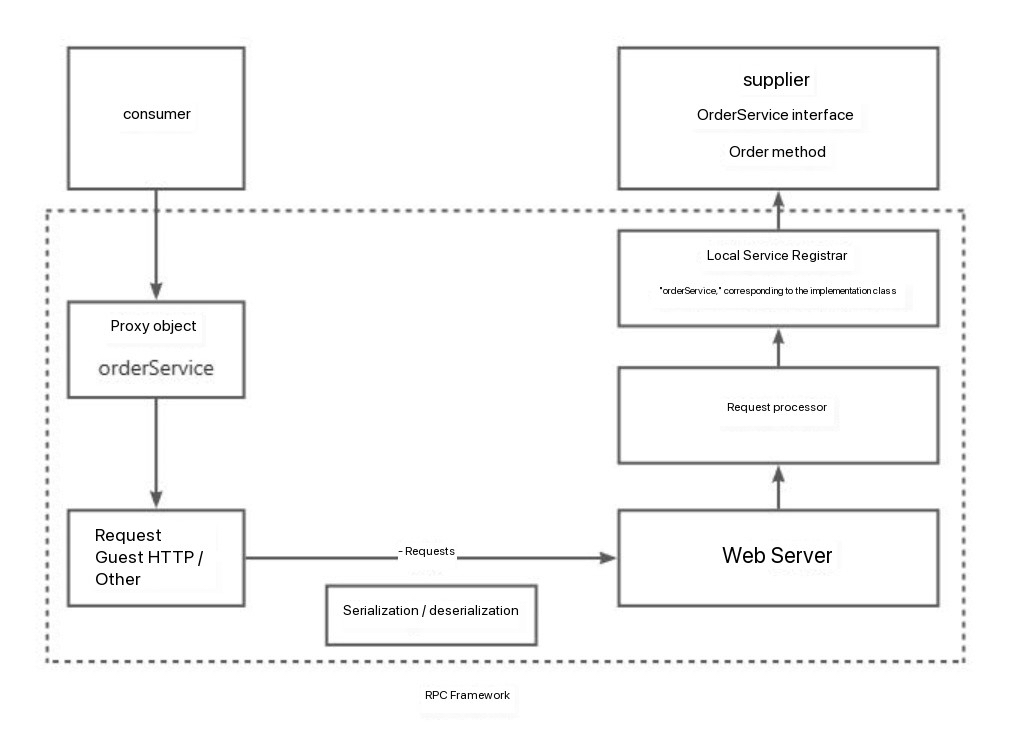 consumer
supplier
OrderService interface
Order method
Local Service Registrar
"orderService," corresponding to the implementation class
Proxy object
orderService
Request processor
Request
Guest HTTP /
Other
- Requests
Web Server
Serialization / deserialization
RPC Framework